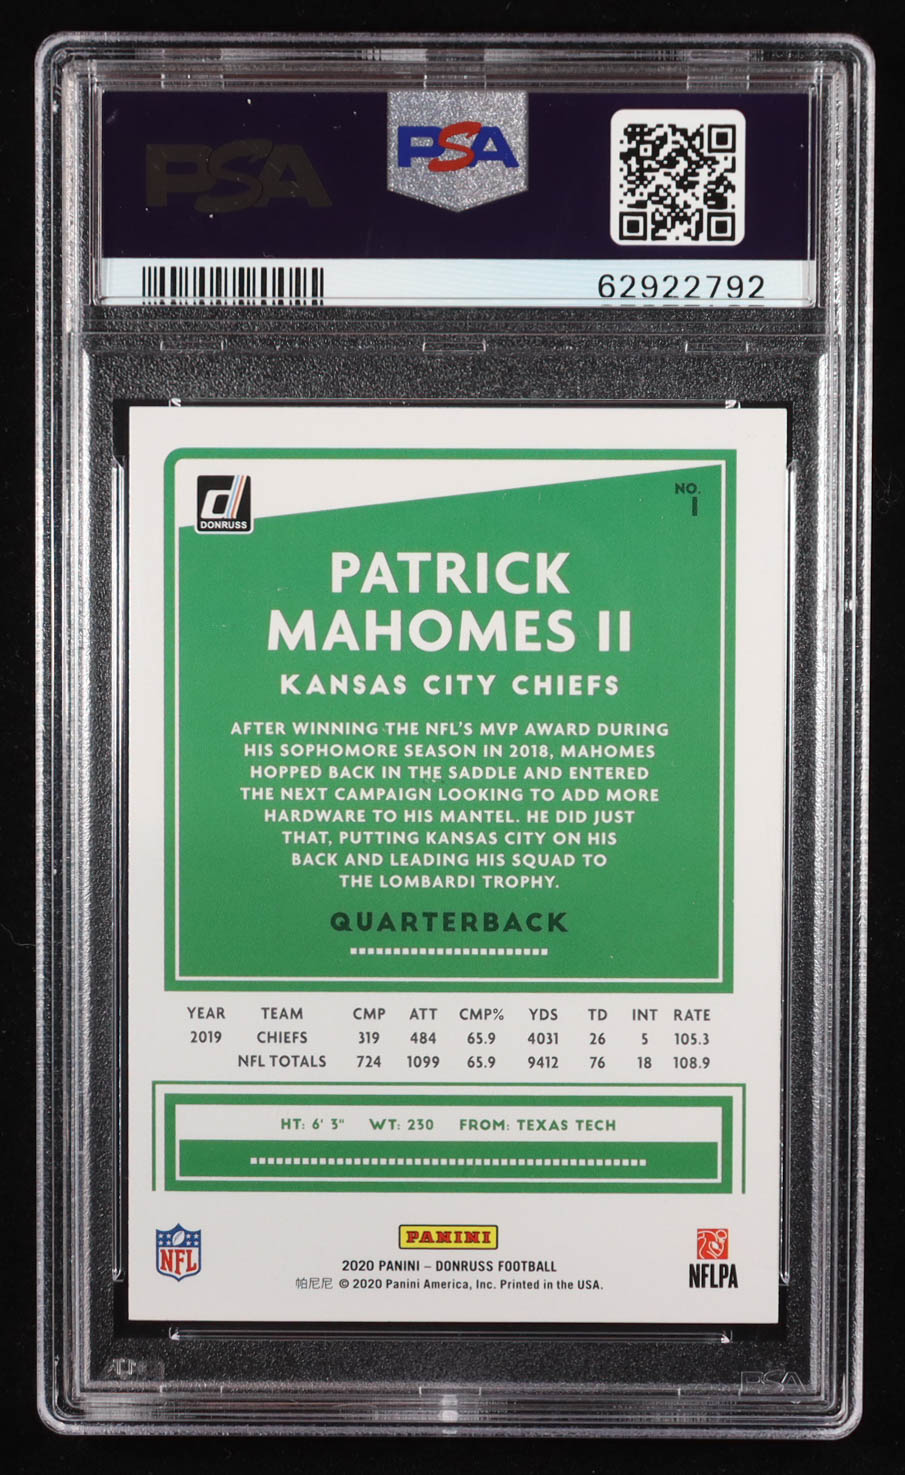 PSA
PSA
62922792
DONRUSS
NO.
1
PATRICK
MAHOMES II
KANSAS CITY CHIEFS
AFTER WINNING THE NFL'S MVP AWARD DURING
HIS SOPHOMORE SEASON IN 2018, MAHOMES
HOPPED BACK IN THE SADDLE AND ENTERED
THE NEXT CAMPAIGN LOOKING TO ADD MORE
HARDWARE TO HIS MANTEL. HE DID JUST
THAT, PUTTING KANSAS CITY ON HIS
BACK AND LEADING HIS SQUAD TO
THE LOMBARDI TROPHY.
QUARTERBACK
YEAR TEAM CMP ATT CMP% YDS TD INT RATE
2019 CHIEFS 319 484 65.9 4031 26 5 105.3
NFL TOTALS 724 1099 65.9 9412 76 18 108.9
HT: 6' 3" WT: 230 FROM: TEXAS TECH
NFL
PANINI
NFLPA
2020 PANINI – DONRUSS FOOTBALL
帕尼尼 © 2020 Panini America, Inc. Printed in the USA.
PSA